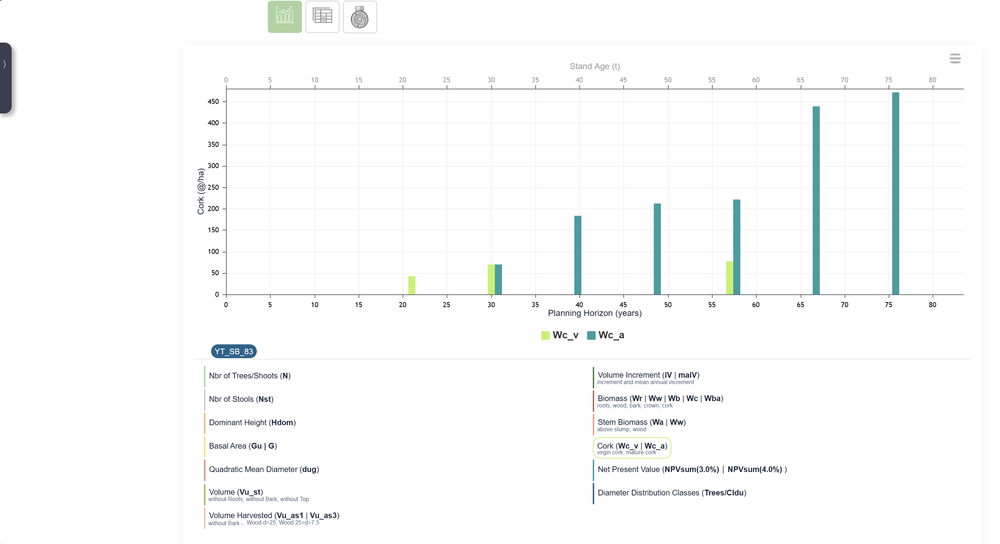 Stand Age (t)
0 5 10 15 20 25 30 35 40 45 50 55 60 65 70 75 80
450
400
350
300
250
200
150
100
50
0
Cork (@/ha)
0 5 10 15 20 25 30 35 40 45 50 55 60 65 70 75 80
Planning Horizon (years)
Wc_v Wc_a
YT_SB_83
Nbr of Trees/Shoots (N)
Nbr of Stools (Nst)
Dominant Height (Hdom)
Basal Area (Gu | G)
Quadratic Mean Diameter (dug)
Volume (Vu_st)
without Roots, without Bark, without Top
Volume Harvested (Vu_as1 | Vu_as3)
without Bark - Wood d>25, Wood 25>d>7.5
Volume Increment (iV | maiV)
increment and mean annual increment
Biomass (Wr | Ww | Wb | Wc | Wba)
roots, wood, bark, crown, cork
Stem Biomass (Wa | Ww)
above stump, wood
Cork (Wc_v | Wc_a)
virgin cork, mature cork
Net Present Value (NPVsum(3.0%) | NPVsum(4.0%) )
Diameter Distribution Classes (Trees/Cldu)